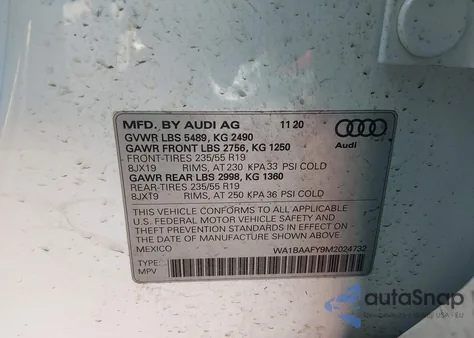 MFD. BY AUDI AG 11 20
GVWR LBS 5489, KG 2490
GAWR FRONT LBS 2756, KG 1250
FRONT-TIRES 235/55 R19
8JX19 RIMS, AT 230 KPA 33 PSI COLD
GAWR REAR LBS 2998, KG 1360
REAR-TIRES 235/55 R19
8JX19 RIMS, AT 250 KPA 36 PSI COLD
Audi
THIS VEHICLE CONFORMS TO ALL APPLICABLE
U.S. FEDERAL MOTOR VEHICLE SAFETY AND
THEFT PREVENTION STANDARDS IN EFFECT ON THE
DATE OF MANUFACTURE SHOWN ABOVE.
MEXICO WA1BAAFY9M2024732
TYPE:
MPV
autoSnap